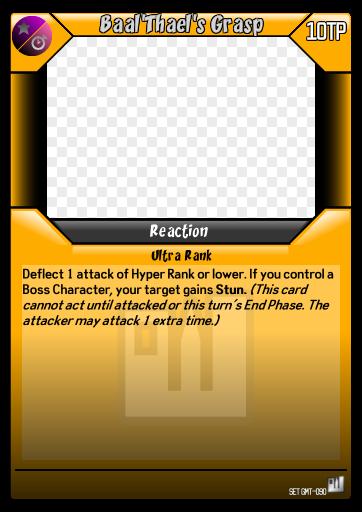 Baal'Thael's Grasp
10TP
Reaction
Ultra Rank
Deflect 1 attack of Hyper Rank or lower. If you control a
Boss Character, your target gains Stun. (This card
cannot act until attacked or this turn's End Phase. The
attacker may attack 1 extra time.)
SET GMT-090